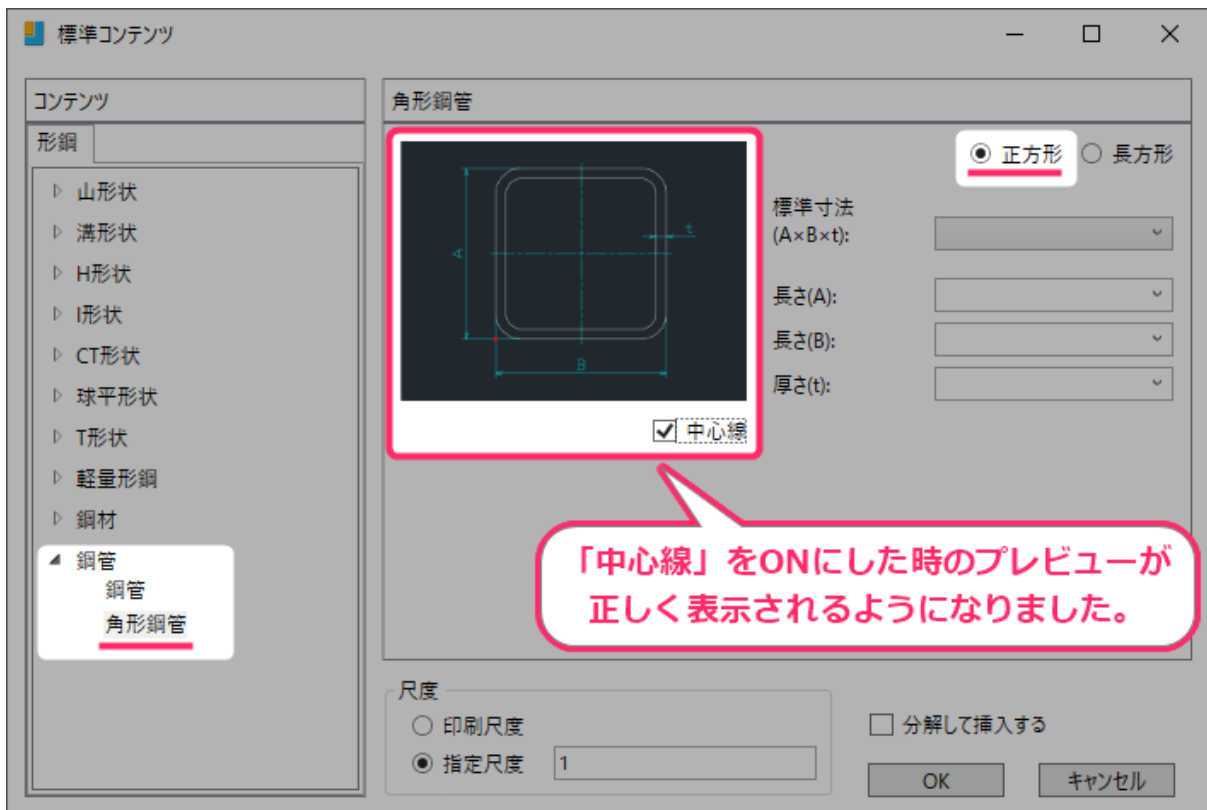 標準コンテンツ
コンテンツ
形鋼
山形状
溝形状
H形状
I形状
CT形状
球平形状
T形状
軽量形鋼
鋼材
鋼管
鋼管
角形鋼管
角形鋼管
A
B
t
中心線
正方形 長方形
標準寸法
(A×B×t):
長さ(A):
長さ(B):
厚さ(t):
「中心線」をONにした時のプレビューが
正しく表示されるようになりました。
尺度
印刷尺度
指定尺度 1
分解して挿入する
OK キャンセル